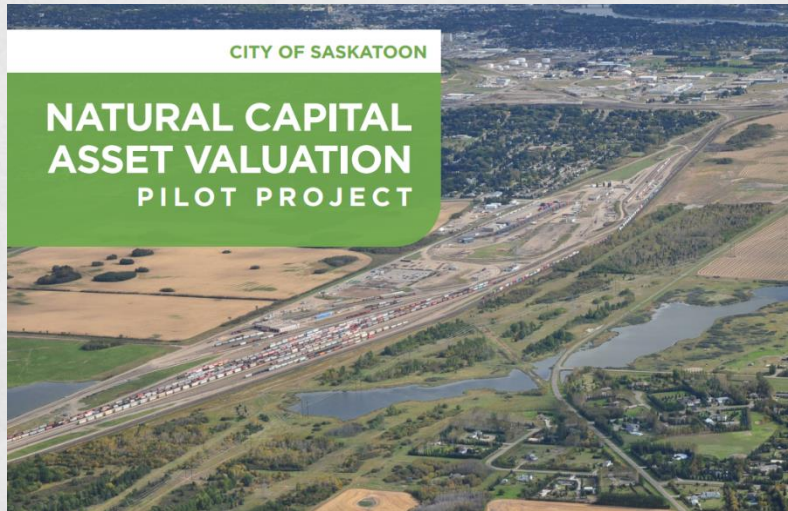 CITY OF SASKATOON
NATURAL CAPITAL
ASSET VALUATION
PILOT PROJECT